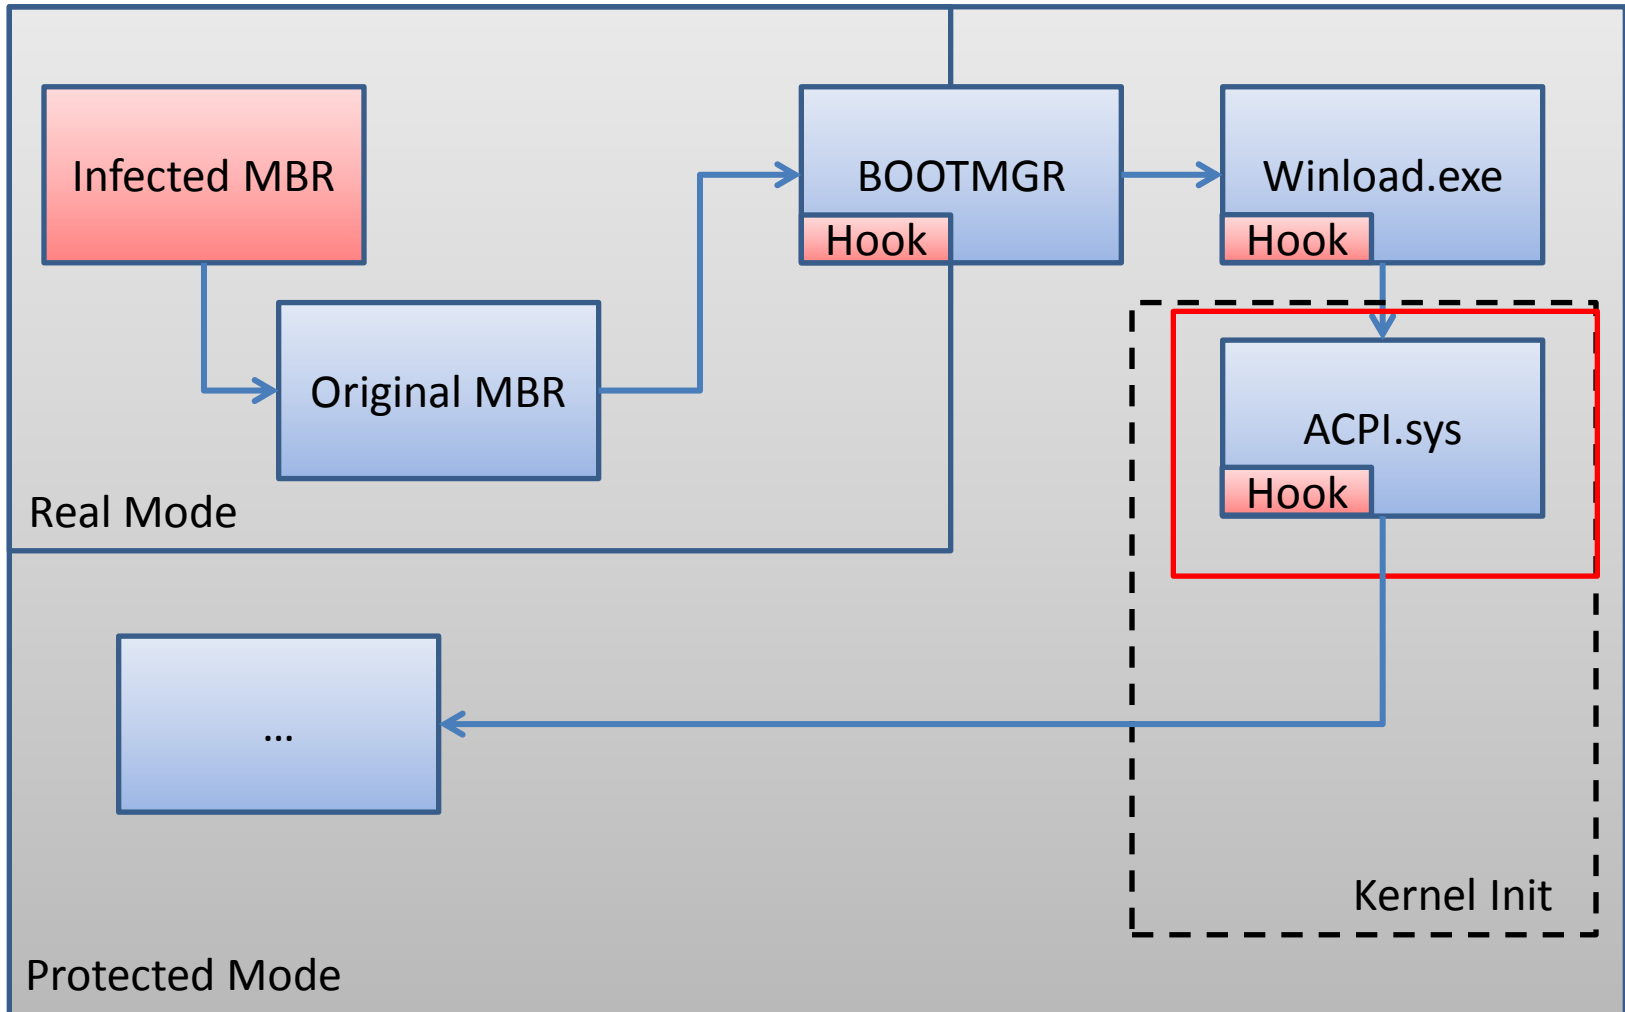 Infected MBR
BOOTMGR
Hook
Winload.exe
Hook
Original MBR
Real Mode
ACPI.sys
Hook
...
Kernel Init
Protected Mode